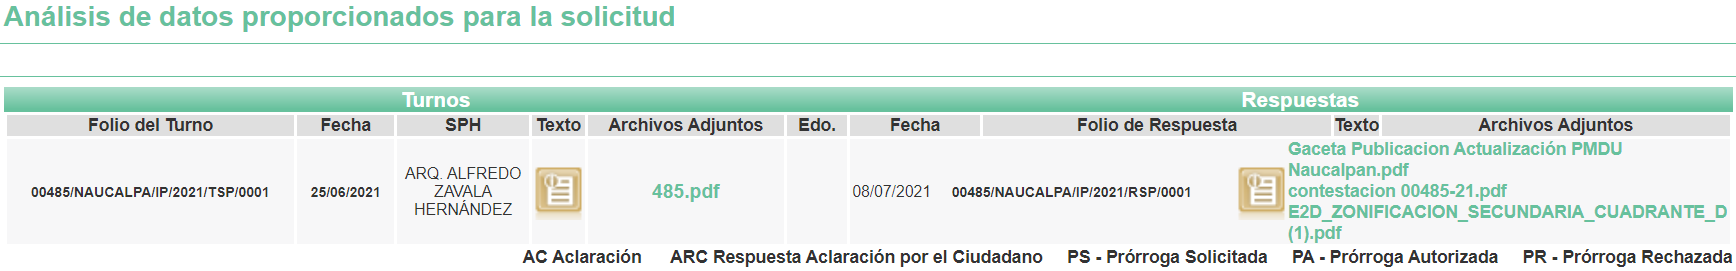 Análisis de datos proporcionados para la solicitud
Turnos Respuestas
Folio del Turno Fecha SPH Texto Archivos Adjuntos Edo. Fecha Folio de Respuesta Texto Archivos Adjuntos
00485/NAUCALPA/IP/2021/TSP/0001
25/06/2021
ARQ. ALFREDO
ZAVALA
HERNÁNDEZ
485.pdf
08/07/2021
00485/NAUCALPA/IP/2021/RSP/0001
Gaceta Publicacion Actualización PMDU
Naucalpan.pdf
contestacion 00485-21.pdf
E2D_ZONIFICACION_SECUNDARIA_CUADRANTE_D
(1).pdf
AC Aclaración ARC Respuesta Aclaración por el Ciudadano PS - Prórroga Solicitada PA - Prórroga Autorizada PR - Prórroga Rechazada